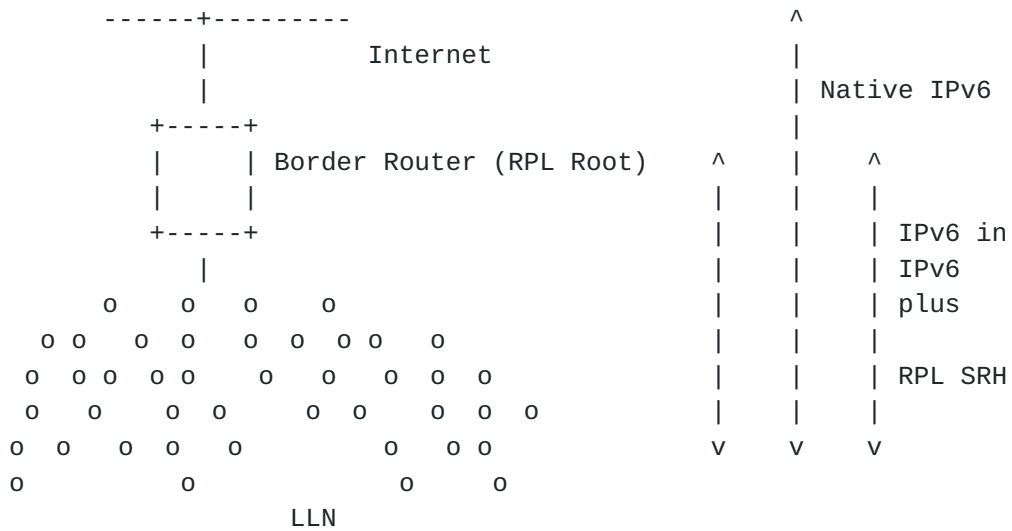 ------+---------          ^
|          Internet       |
|                         | Native IPv6
+-----+                   |
|     | Border Router (RPL Root)    ^    |    ^
|     |                   |    |    |
+-----+                   |    |    | IPv6 in
|                         |    |    | IPv6
o    o   o    o           |    |    | plus
o o   o  o   o  o  o o   o          |    |    |
o  o o  o o    o   o   o  o  o      |    |    | RPL SRH
o   o    o  o     o  o    o  o  o   |    |    |
o  o   o  o   o         o   o o     v    v    v
o          o             o     o
LLN